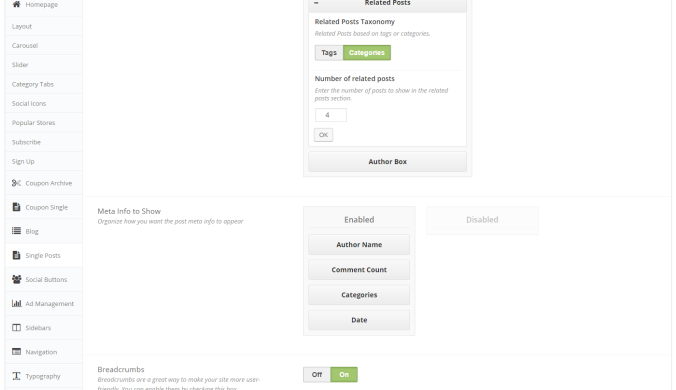 Homepage
Layout
Carousel
Slider
Category Tabs
Social Icons
Popular Stores
Subscribe
Sign Up
Coupon Archive
Coupon Single
Blog
Single Posts
Social Buttons
Ad Management
Sidebars
Navigation
Typography
Related Posts
Related Posts Taxonomy
Related Posts based on tags or categories.
Tags Categories
Number of related posts
Enter the number of posts to show in the related
posts section.
4
OK
Author Box
Meta Info to Show
Organize how you want the post meta info to appear
Enabled
Author Name
Comment Count
Categories
Date
Disabled
Breadcrumbs
Breadcrumbs are a great way to make your site more user-
friendly. You can enable them by checking this box.
Off On